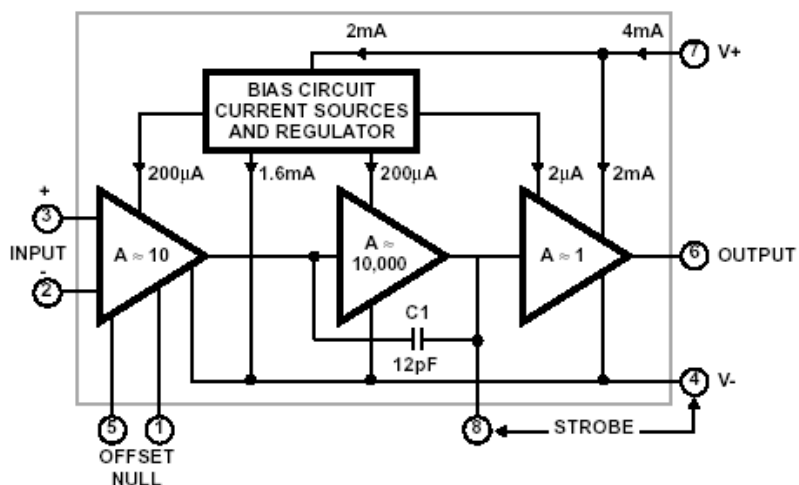 2mA
4mA
7
V+
BIAS CIRCUIT
CURRENT SOURCES
AND REGULATOR
200µA
1.6mA
200µA
2µA
2mA
+
3
INPUT
-
2
A ≈ 10
A ≈
10,000
A ≈ 1
6
OUTPUT
C1
12pF
4
V-
5
1
8
STROBE
OFFSET
NULL